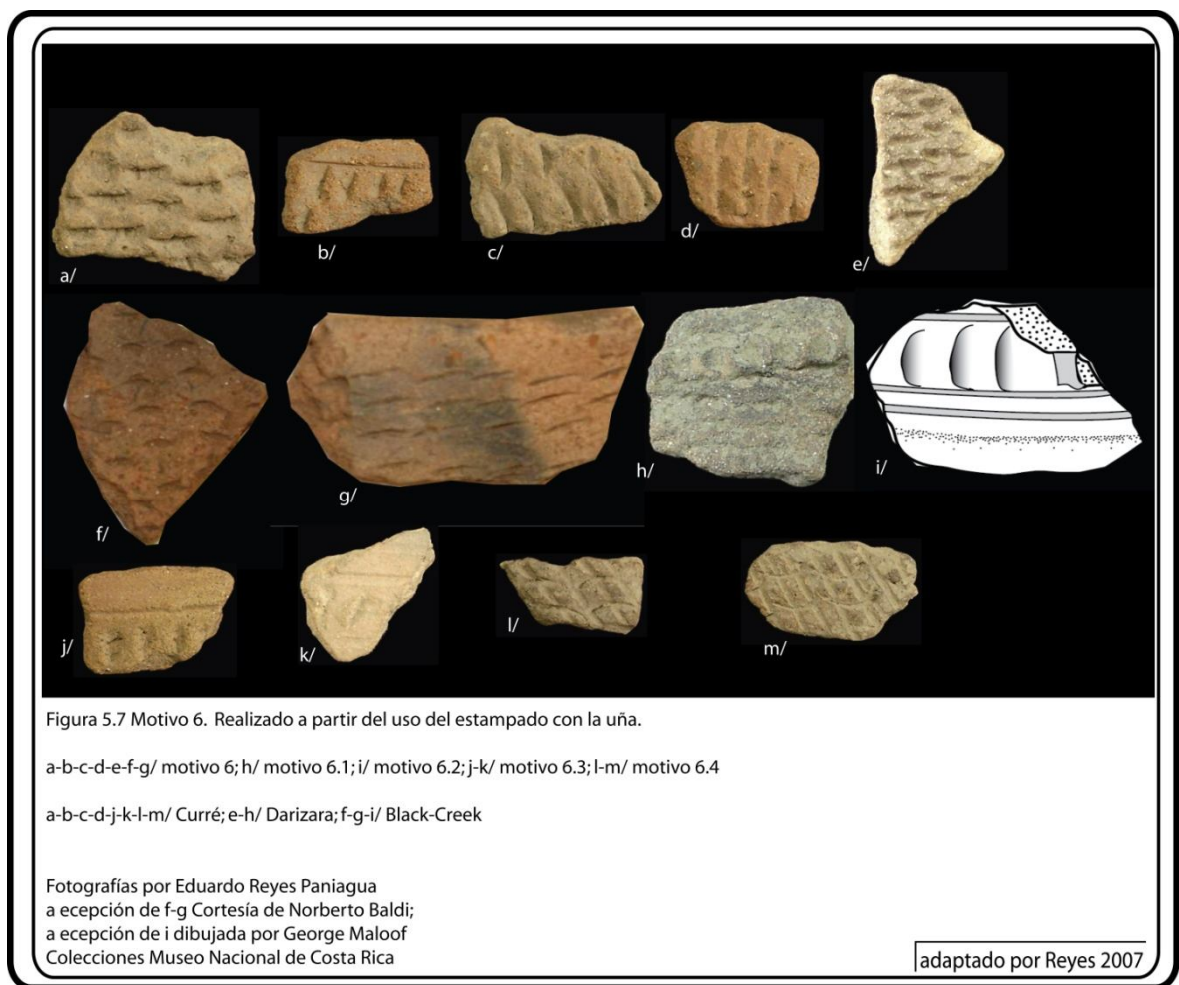 a/
b/
c/
d/
e/
f/
g/
h/
i/
j/
k/
l/
m/
Figura 5.7 Motivo 6. Realizado a partir del uso del estampado con la uña.
a-b-c-d-e-f-g/ motivo 6; h/ motivo 6.1; i/ motivo 6.2; j-k/ motivo 6.3; l-m/ motivo 6.4
a-b-c-d-j-k-l-m/ Curré; e-h/ Darizara; f-g-i/ Black-Creek
Fotografías por Eduardo Reyes Paniagua
a ecepción de f-g Cortesía de Norberto Baldi;
a ecepción de i dibujada por George Maloof
Colecciones Museo Nacional de Costa Rica
adaptado por Reyes 2007